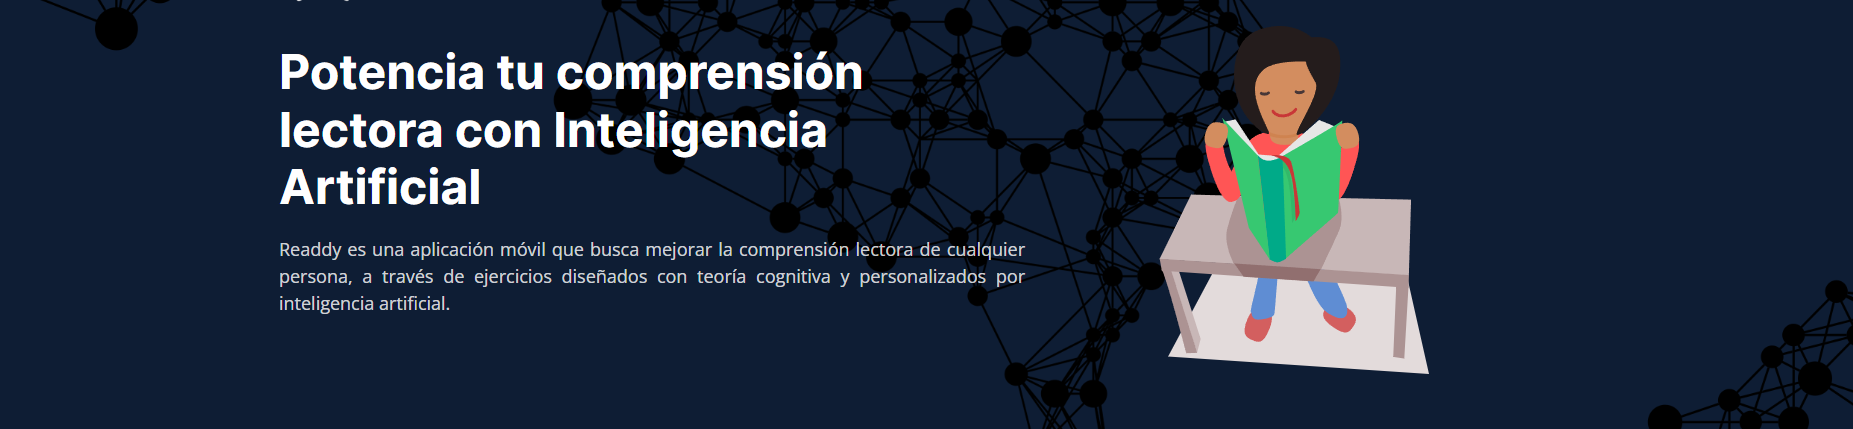 Potencia tu comprensión
lectora con Inteligencia
Artificial
Readdy es una aplicación móvil que busca mejorar la comprensión lectora de cualquier
persona, a través de ejercicios diseñados con teoría cognitiva y personalizados por
inteligencia artificial.